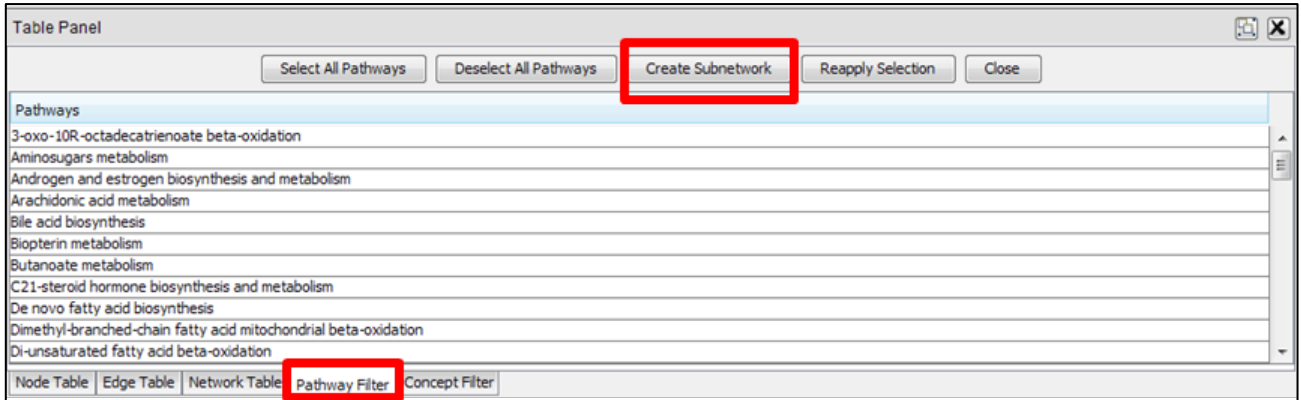 Table Panel
Select All Pathways Deselect All Pathways Create Subnetwork Reapply Selection Close
Pathways
3-oxo-10R-octadecatrienoate beta-oxidation
Aminosugars metabolism
Androgen and estrogen biosynthesis and metabolism
Arachidonic acid metabolism
Bile acid biosynthesis
Biopterin metabolism
Butanoate metabolism
C21-steroid hormone biosynthesis and metabolism
De novo fatty acid biosynthesis
Dimethyl-branched-chain fatty acid mitochondrial beta-oxidation
Di-unsaturated fatty acid beta-oxidation
Node Table Edge Table Network Table Pathway Filter Concept Filter